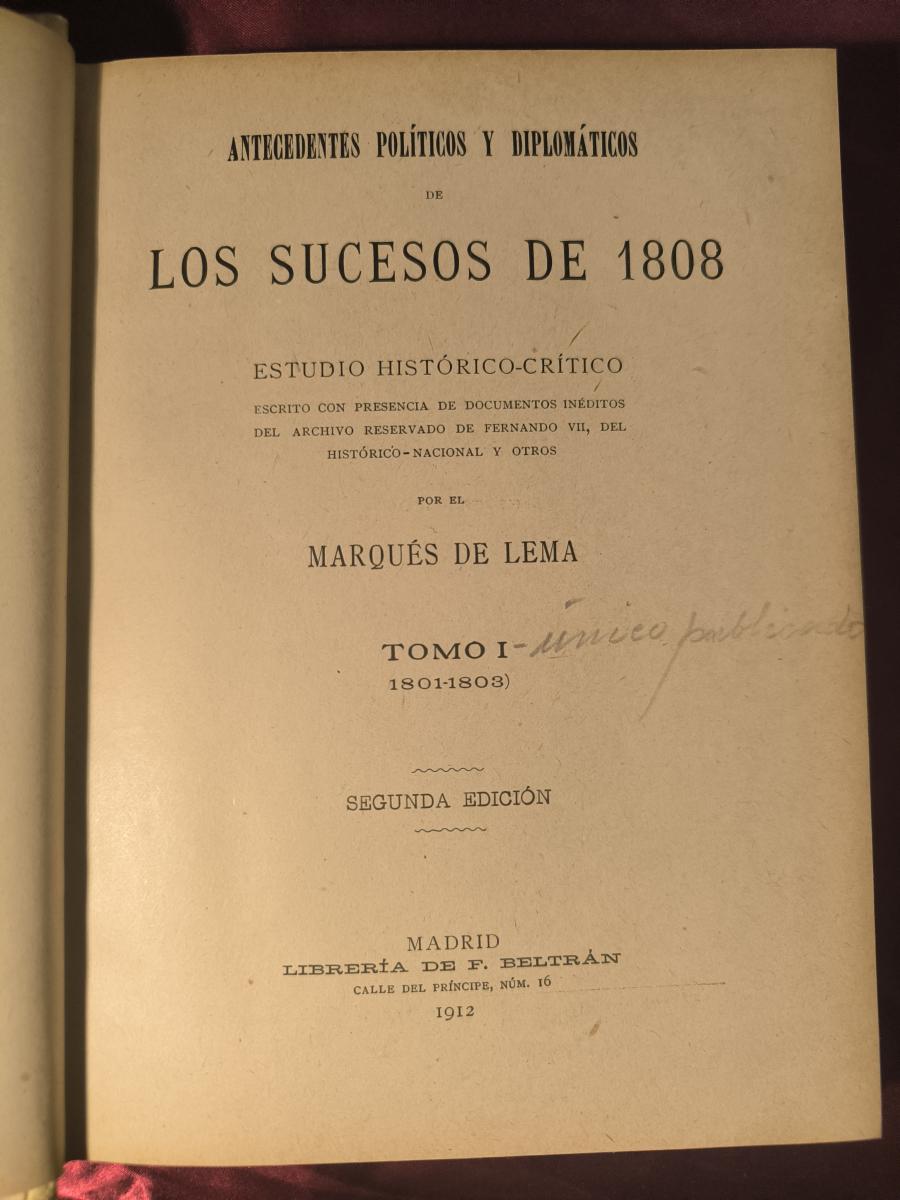 ANTECEDENTES POLÍTICOS Y DIPLOMÁTICOS
DE
LOS SUCESOS DE 1808
ESTUDIO HISTÓRICO-CRÍTICO
ESCRITO CON PRESENCIA DE DOCUMENTOS INÉDITOS
DEL ARCHIVO RESERVADO DE FERNANDO VII, DEL
HISTÓRICO-NACIONAL Y OTROS
POR EL
MARQUÉS DE LEMA
TOMO I - único publicado
1801-1803)
SEGUNDA EDICIÓN
MADRID
LIBRERÍA DE F. BELTRÁN
CALLE DEL PRÍNCIPE, NÚM. 16
1912